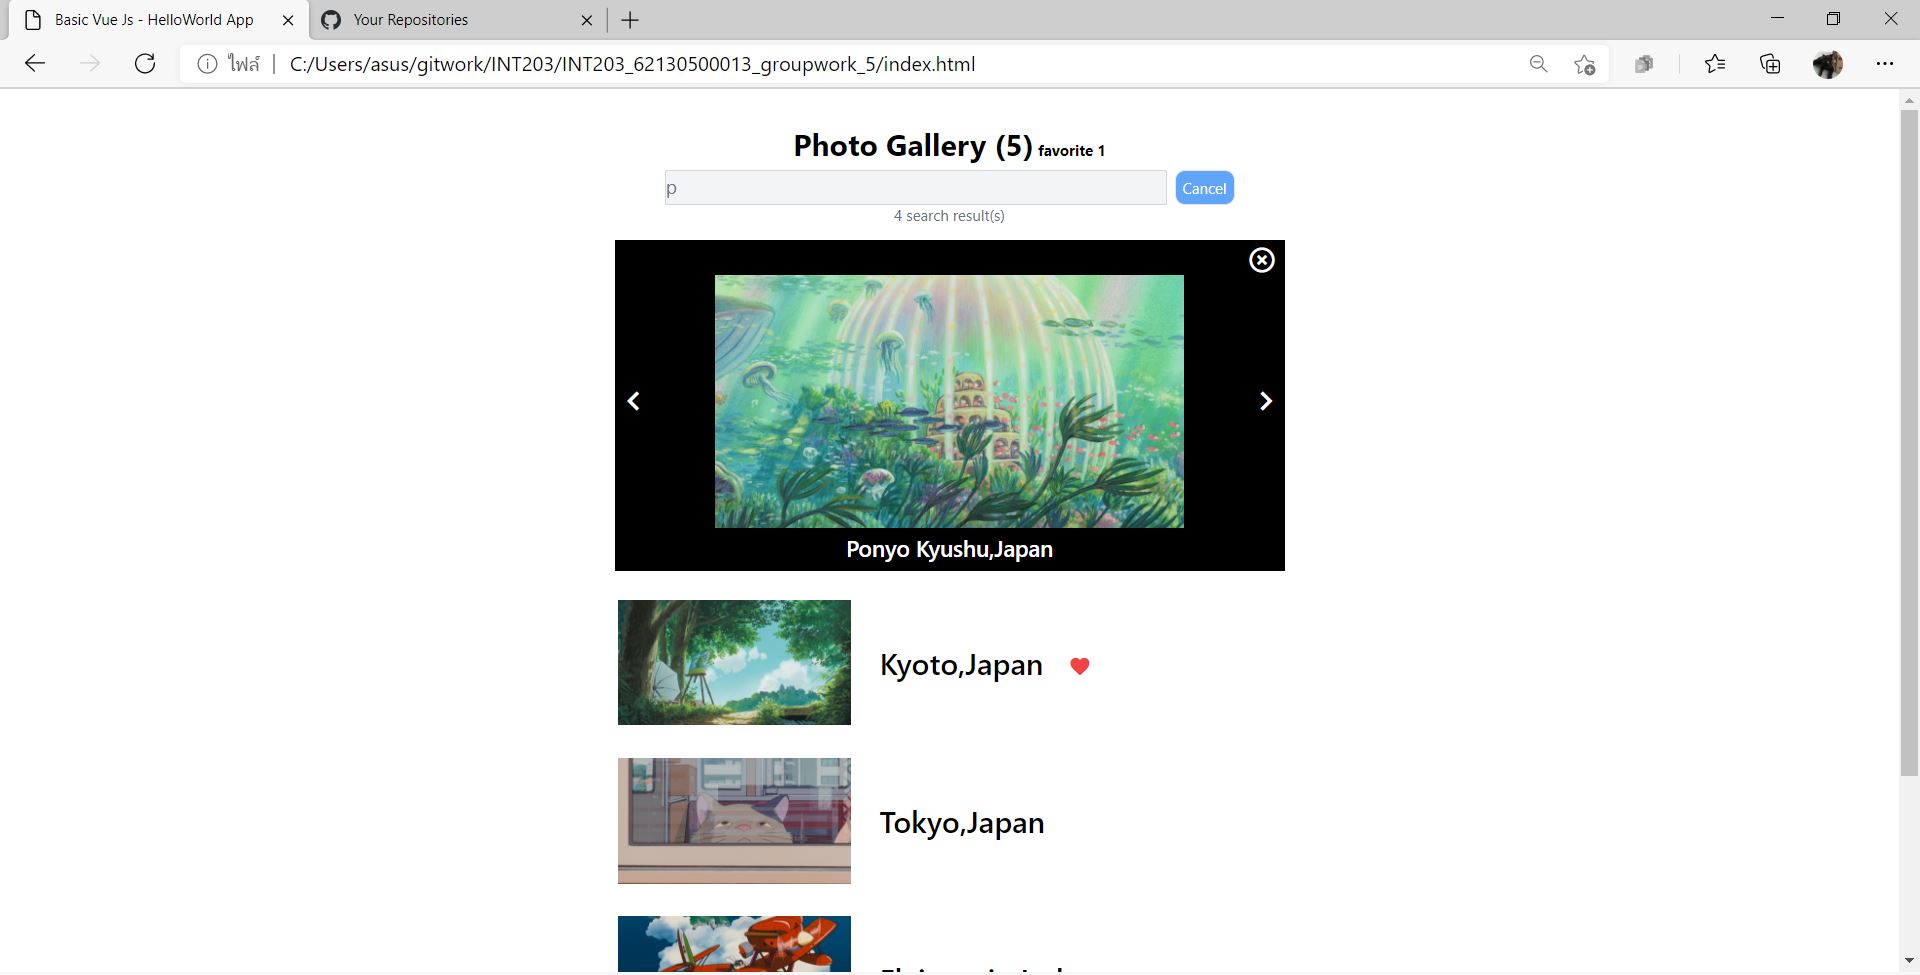 Basic Vue Js - HelloWorld App
Your Repositories
ไฟล์ C:/Users/asus/gitwork/INT203/INT203_62130500013_groupwork_5/index.html
Photo Gallery (5) favorite 1
p
Cancel
4 search result(s)
Ponyo Kyushu,Japan
Kyoto,Japan
Tokyo,Japan